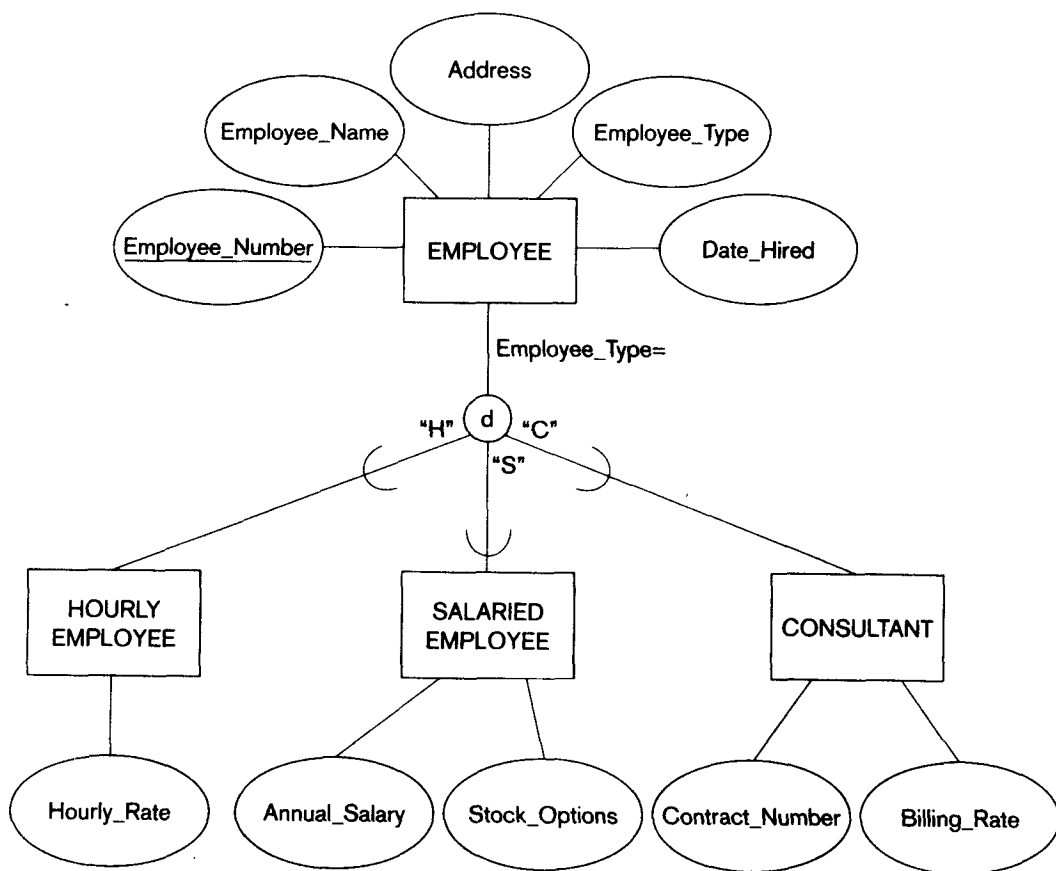 Address
Employee_Name
Employee_Type
Employee_Number
EMPLOYEE
Date_Hired
Employee_Type=
d
“H”
“C”
“S”
HOURLY
EMPLOYEE
SALARIED
EMPLOYEE
CONSULTANT
Hourly_Rate
Annual_Salary
Stock_Options
Contract_Number
Billing_Rate